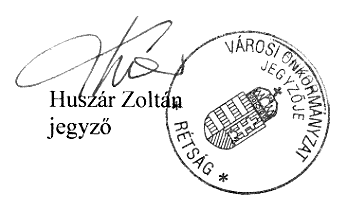 Huszár Zoltán
jegyző
VÁROSI ÖNKORMÁNYZAT
JEGYZŐJE
* RÉTSÁG *